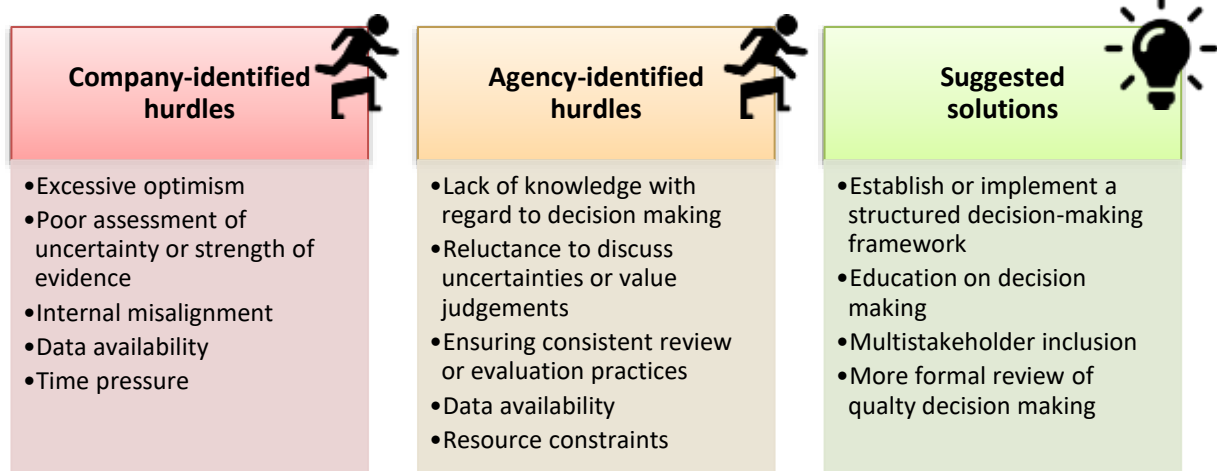 Company-identified
hurdles
•Excessive optimism
•Poor assessment of
uncertainty or strength of
evidence
•Internal misalignment
•Data availability
•Time pressure
Agency-identified
hurdles
•Lack of knowledge with
regard to decision making
•Reluctance to discuss
uncertainties or value
judgements
•Ensuring consistent review
or evaluation practices
•Data availability
•Resource constraints
Suggested
solutions
•Establish or implement a
structured decision-making
framework
•Education on decision
making
•Multistakeholder inclusion
•More formal review of
qualty decision making